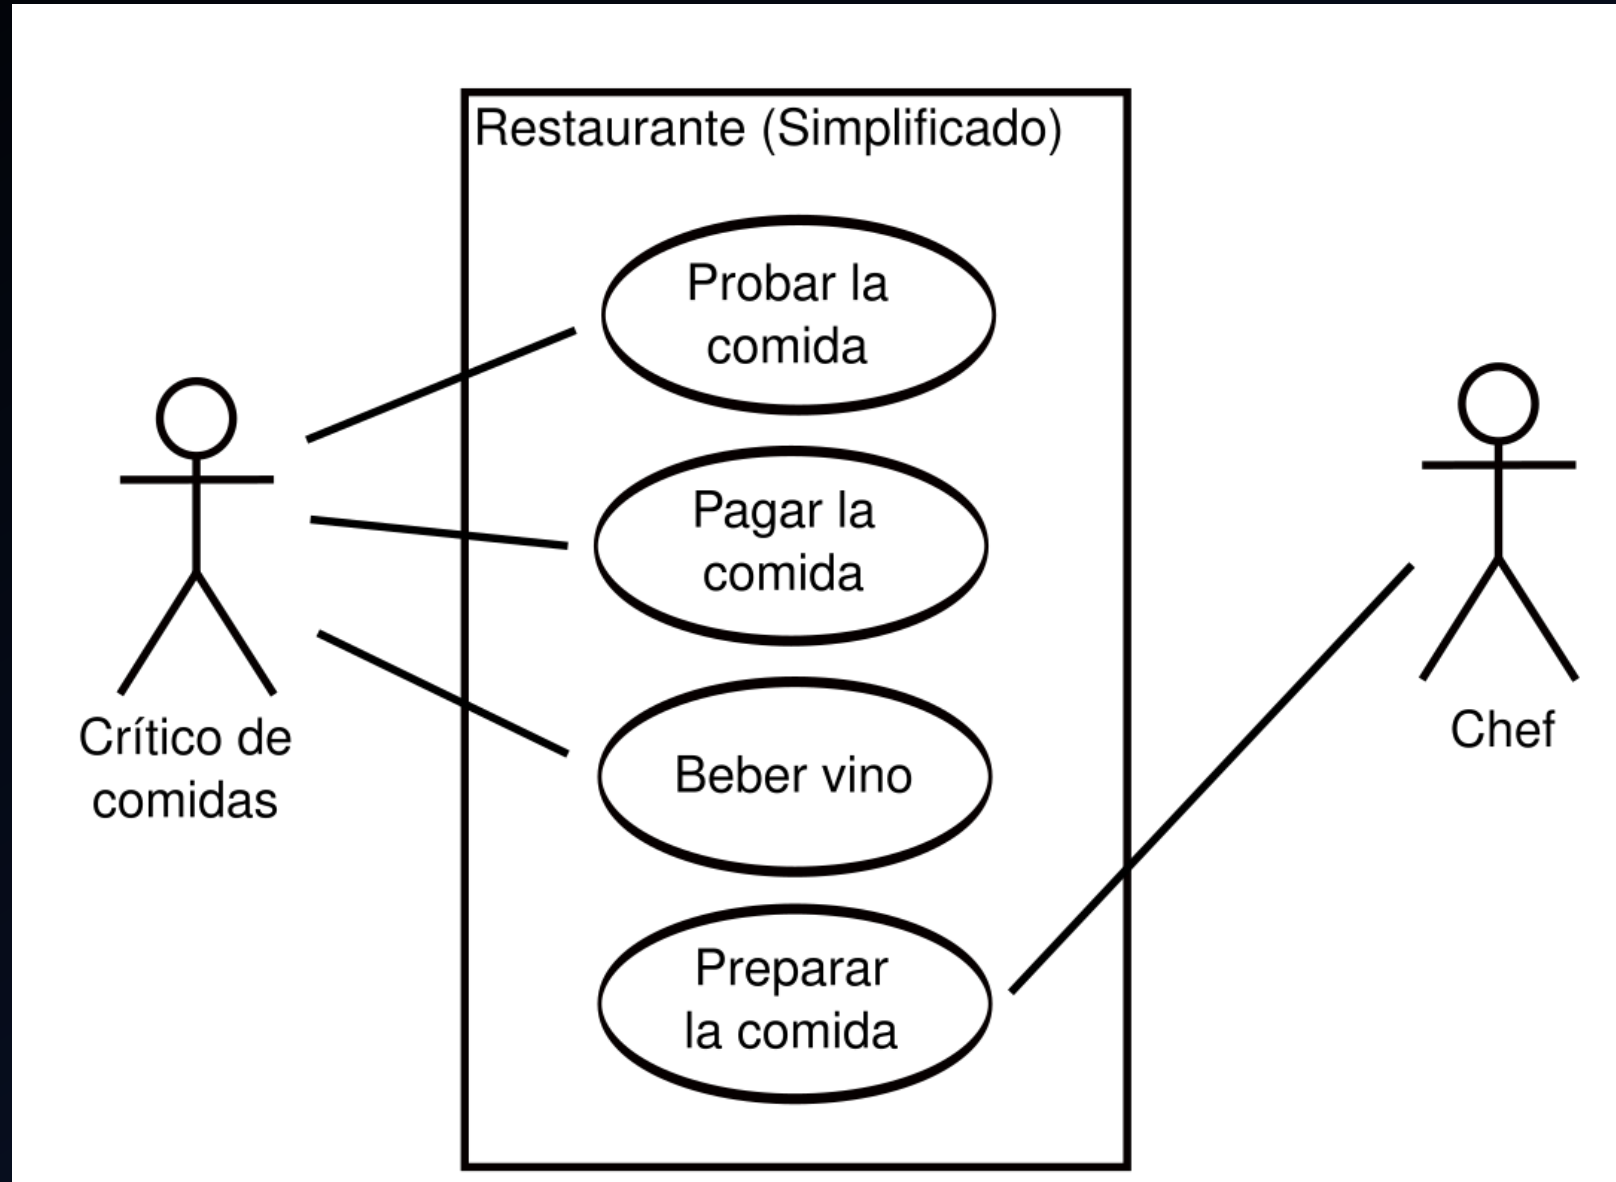 Restaurante (Simplificado)
Probar la
comida
Pagar la
comida
Beber vino
Preparar
la comida
Crítico de
comidas
Chef